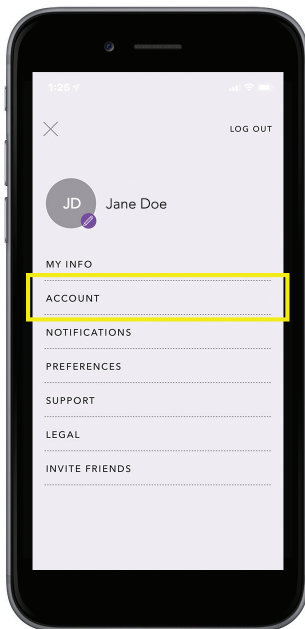 1:25
LOG OUT
JD
Jane Doe
MY INFO
ACCOUNT
NOTIFICATIONS
PREFERENCES
SUPPORT
LEGAL
INVITE FRIENDS